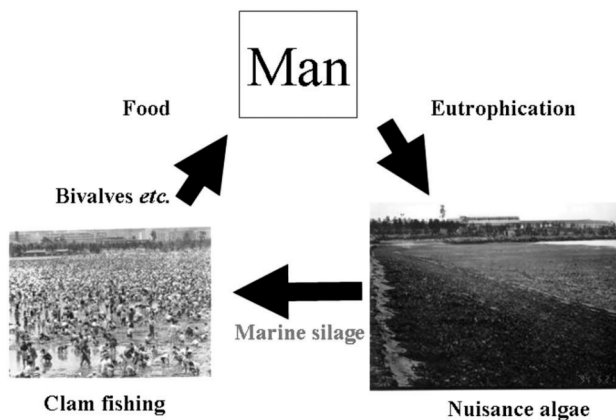 Man
Food
Eutrophication
Bivalves etc.
Marine silage
Clam fishing
Nuisance algae